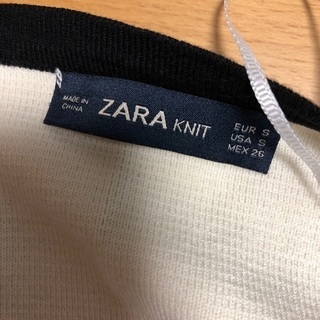 MADE IN
CHINA
ZARA KNIT
EUR S
USA S
MEX 26